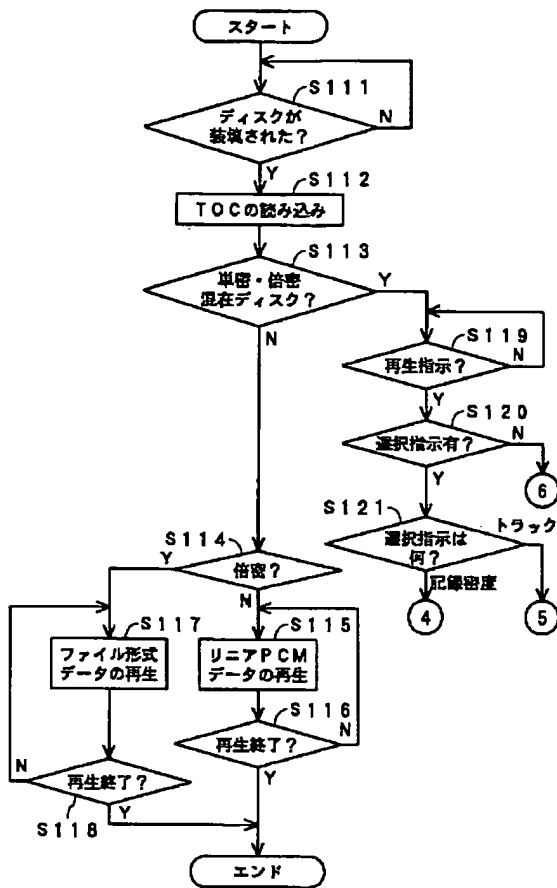 スタート
S111
ディスクが
装填された?
N
Y
S112
TOCの読み込み
S113
単密・倍密
混在ディスク?
Y
N
S119
再生指示?
N
Y
S120
選択指示有?
N
Y
6
S121
選択指示は
何?
トラック
記録密度
4
5
S114
倍密?
Y
N
S117
ファイル形式
データの再生
S115
リニアPCM
データの再生
S116
再生終了?
N
Y
再生終了?
N
Y
S118
エンド